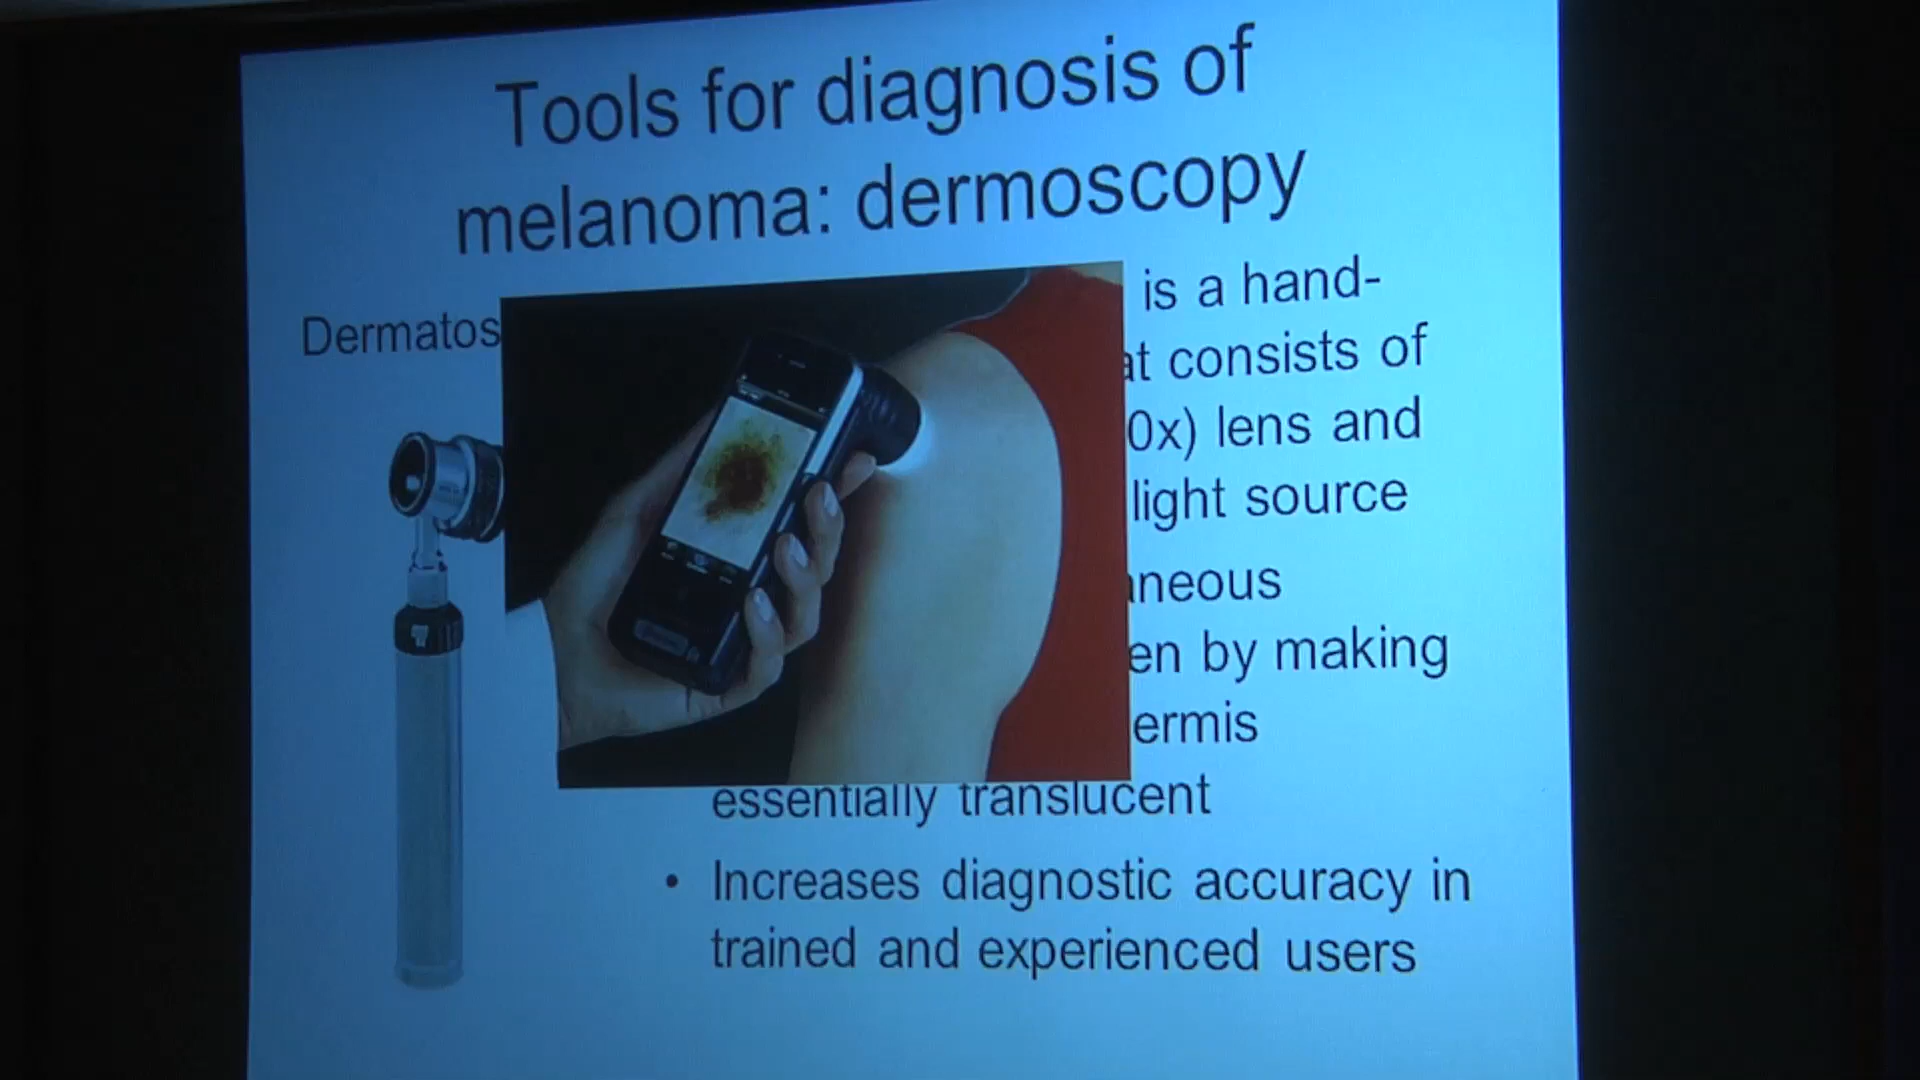 Tools for diagnosis of
melanoma: dermoscopy
Dermatos
is a hand-
at consists of
0x) lens and
light source
aneous
en by making
ermis
essentially translucent
• Increases diagnostic accuracy in
trained and experienced users